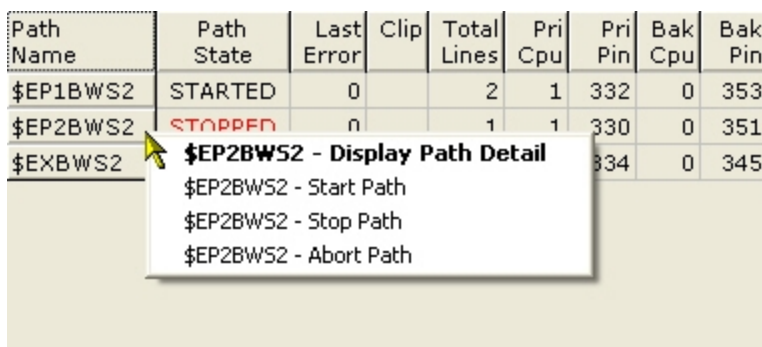 Path Name Path State Last Error Clip Total Lines Pri Cpu Pri Pin Bak Cpu Bak Pin
$EP1BWS2 STARTED 0 2 1 332 0 353
$EP2BWS2 STOPPED 0 1 1 330 0 351
$EXBWS2 334 0 345
$EP2BWS2 - Display Path Detail
$EP2BWS2 - Start Path
$EP2BWS2 - Stop Path
$EP2BWS2 - Abort Path